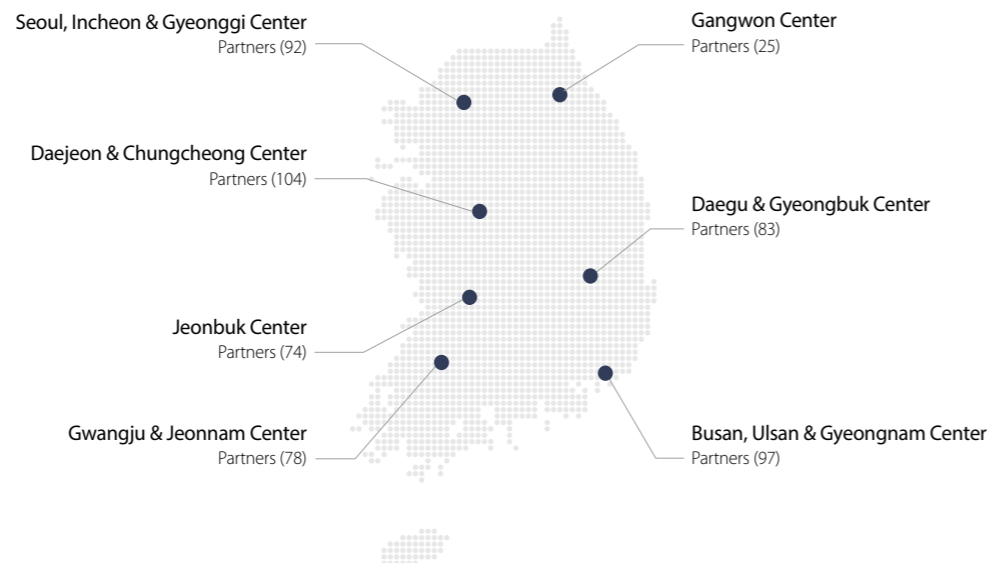 Seoul, Incheon & Gyeonggi Center
Partners (92)
Gangwon Center
Partners (25)
Daejeon & Chungcheong Center
Partners (104)
Daegu & Gyeongbuk Center
Partners (83)
Jeonbuk Center
Partners (74)
Gwangju & Jeonnam Center
Partners (78)
Busan, Ulsan & Gyeongnam Center
Partners (97)